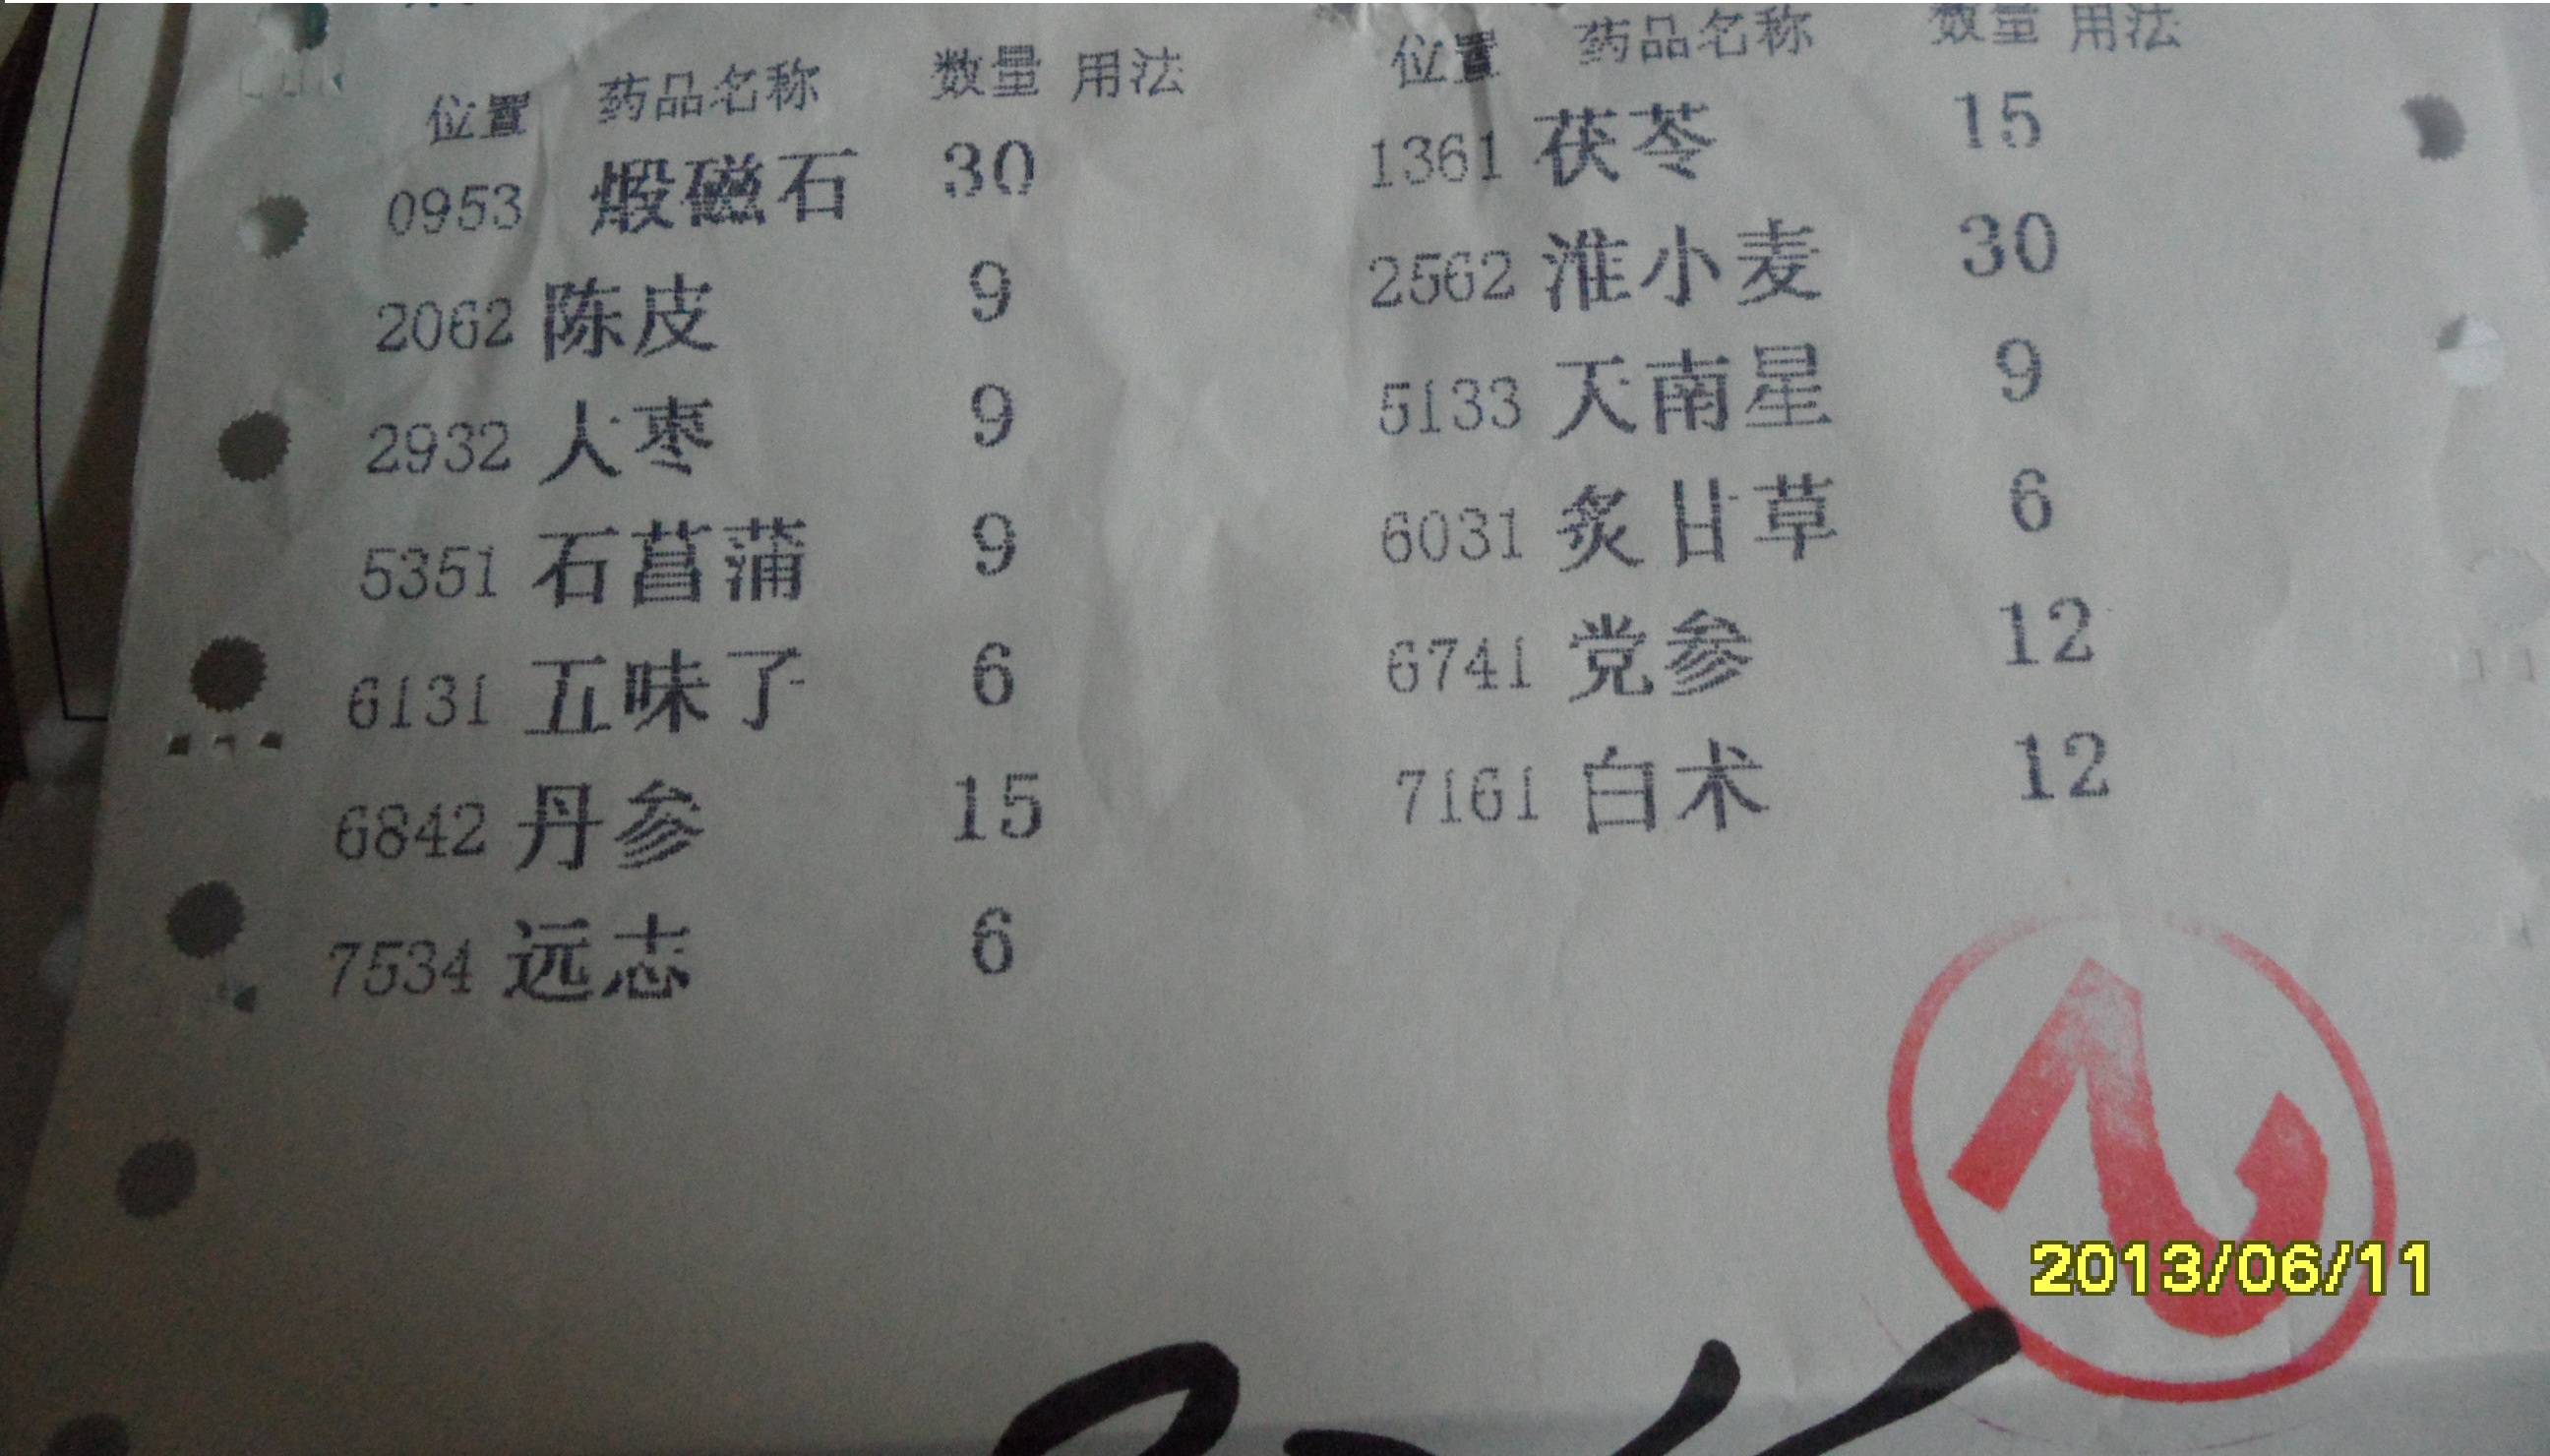 位置 药品名称 数量 用法
0953 煅磁石 30
2062 陈皮 9
2932 大枣 9
5351 石菖蒲 9
6131 五味子 6
6842 丹参 15
7534 远志 6
位置 药品名称 数量 用法
1361 茯苓 15
2562 淮小麦 30
5133 天南星 9
6031 炙甘草 6
6741 党参 12
7161 白术 12
2013/06/11